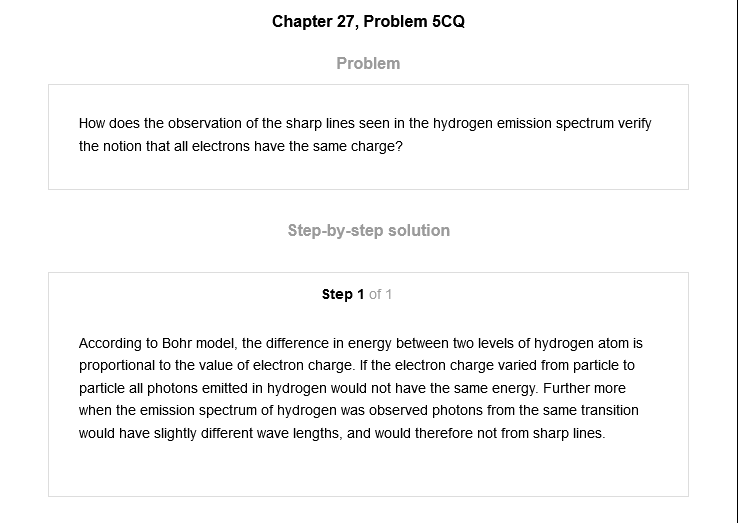 Chapter 27, Problem 5CQ
Problem
How does the observation of the sharp lines seen in the hydrogen emission spectrum verify
the notion that all electrons have the same charge?
Step-by-step solution
Step 1 of 1
According to Bohr model, the difference in energy between two levels of hydrogen atom is
proportional to the value of electron charge. If the electron charge varied from particle to
particle all photons emitted in hydrogen would not have the same energy. Further more
when the emission spectrum of hydrogen was observed photons from the same transition
would have slightly different wave lengths, and would therefore not from sharp lines.